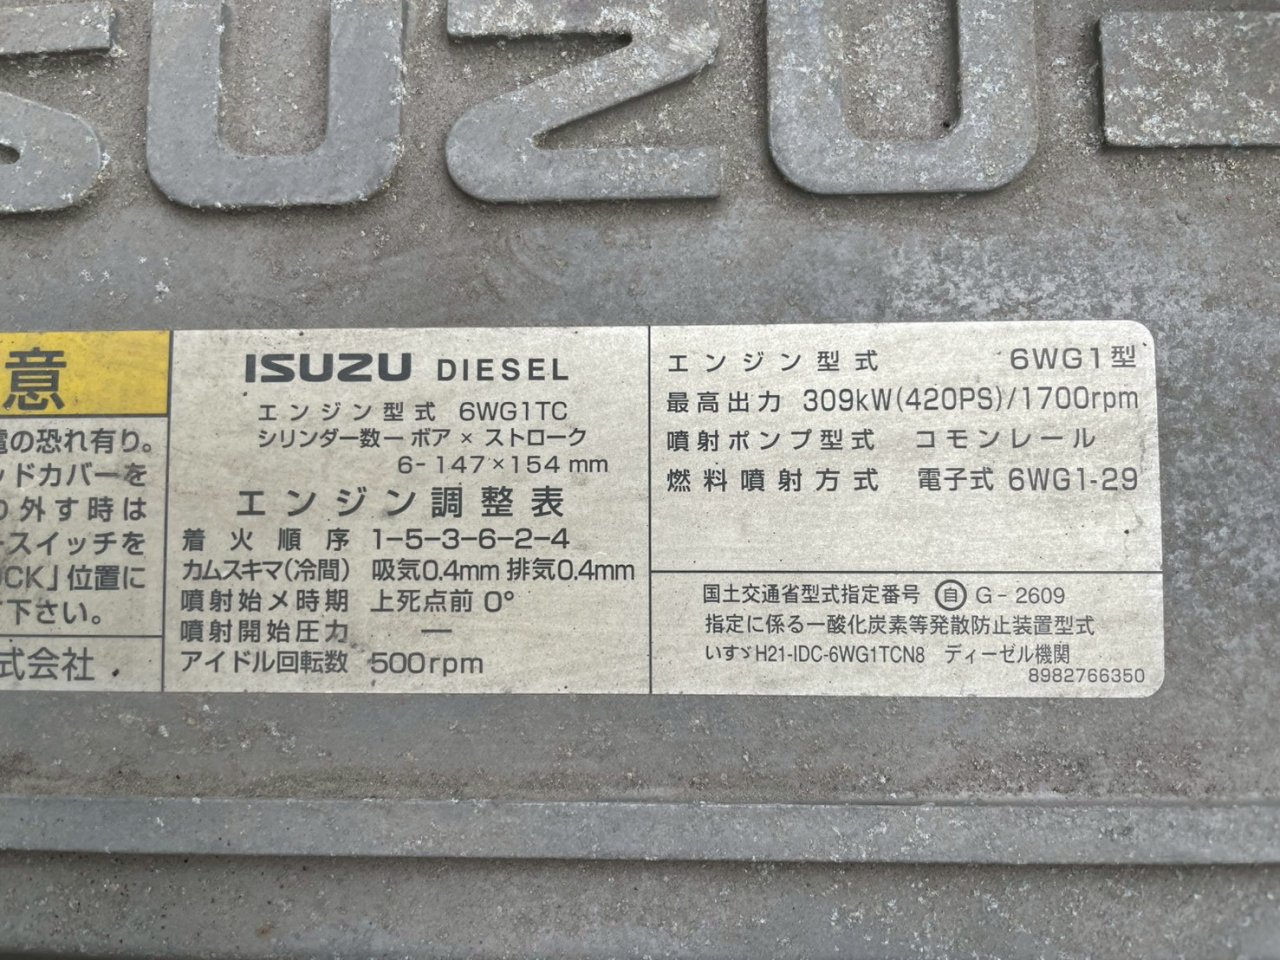 ISUZU
意
電の恐れ有り。
ッドカバーを
り外す時は
ースイッチを
OCK」位置に
下さい。
式会社
ISUZU DIESEL
エンジン型式 6WG1TC
シリンダー数ーボア×ストローク
6-147×154mm
エンジン調整表
着火順序 1-5-3-6-2-4
カムスキマ(冷間) 吸気0.4mm 排気0.4mm
噴射始メ時期 上死点前 0°
噴射開始圧力 ―
アイドル回転数 500rpm
エンジン型式 6WG1型
最高出力 309kW(420PS)/1700rpm
噴射ポンプ型式 コモンレール
燃料噴射方式 電子式 6WG1-29
国土交通省型式指定番号 自 G-2609
指定に係る一酸化炭素等発散防止装置型式
いすゞH21-IDC-6WG1TCN8 ディーゼル機関
8982766350